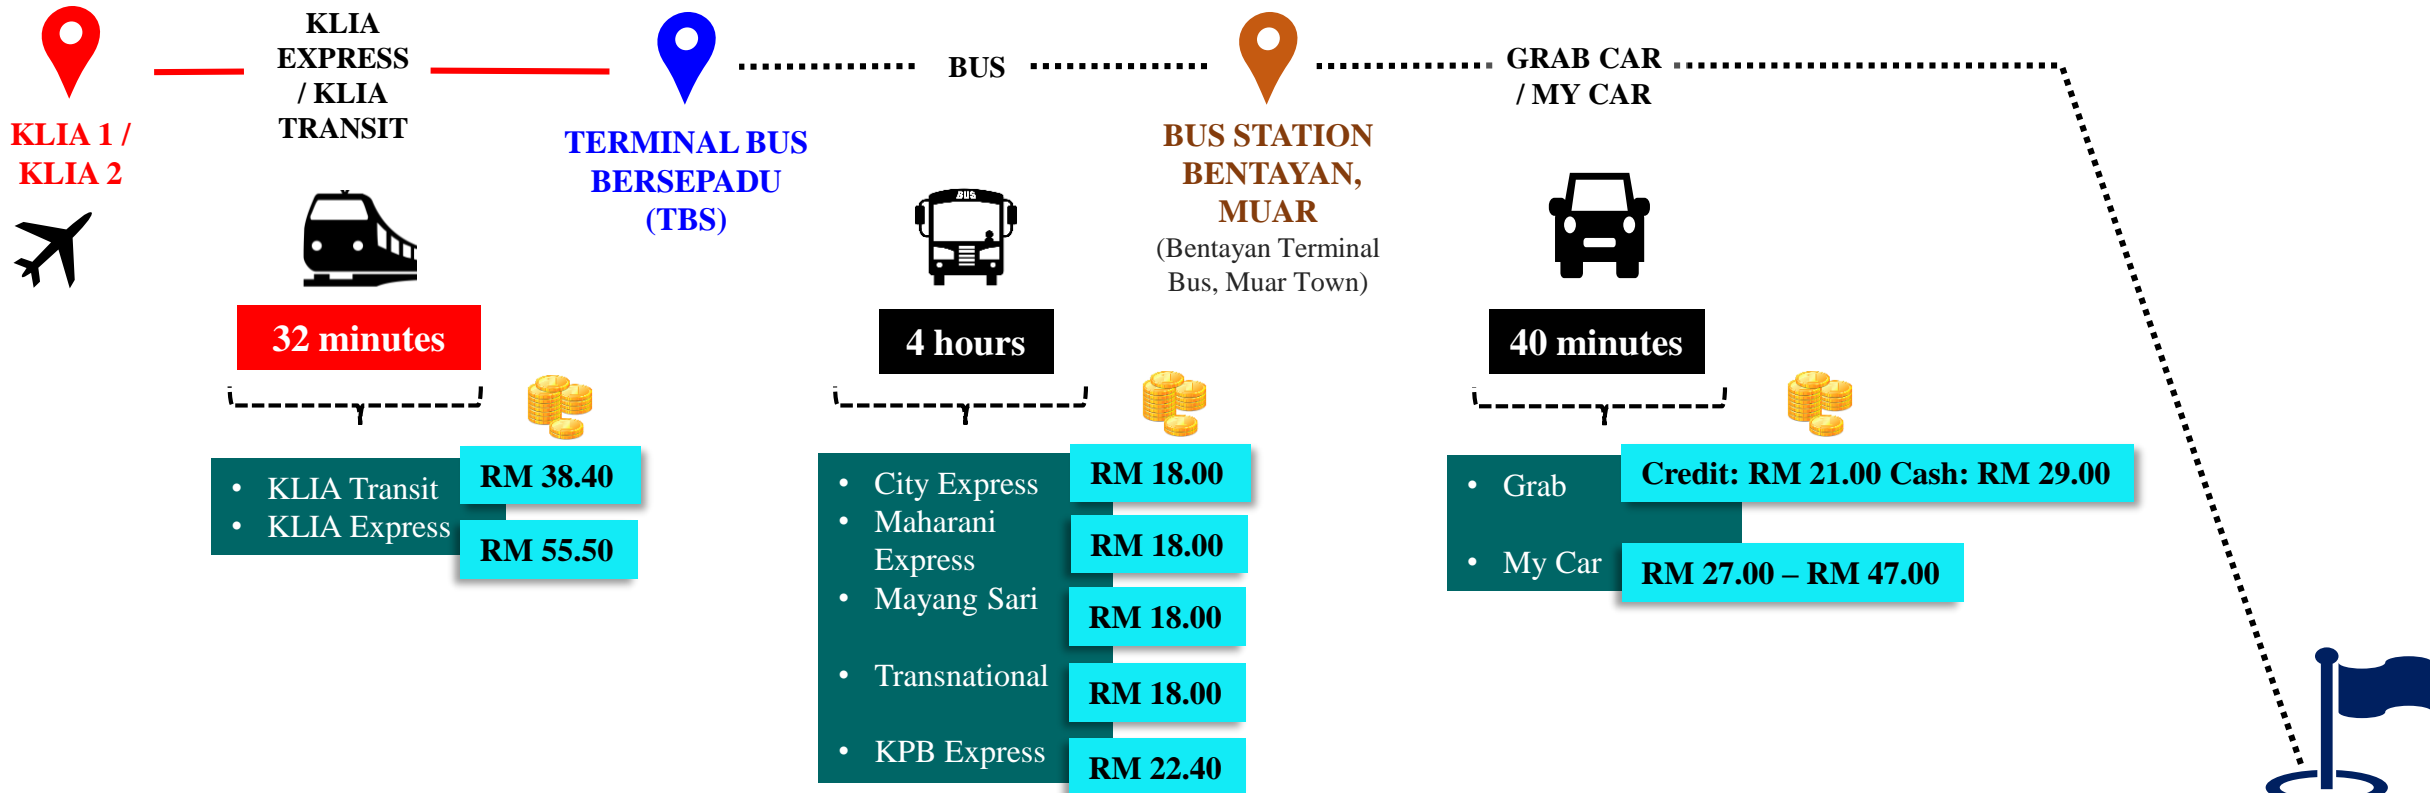 KLIA 1 /
KLIA 2
KLIA
EXPRESS
/ KLIA
TRANSIT
32 minutes
• KLIA Transit
• KLIA Express
RM 38.40
RM 55.50
TERMINAL BUS
BERSEPADU
(TBS)
BUS
BUS
4 hours
• City Express
• Maharani
Express
• Mayang Sari
• Transnational
• KPB Express
RM 18.00
RM 18.00
RM 18.00
RM 18.00
RM 22.40
BUS STATION
BENTAYAN,
MUAR
(Bentayan Terminal
Bus, Muar Town)
GRAB CAR
/ MY CAR
40 minutes
• Grab
• My Car
Credit: RM 21.00 Cash: RM 29.00
RM 27.00 – RM 47.00